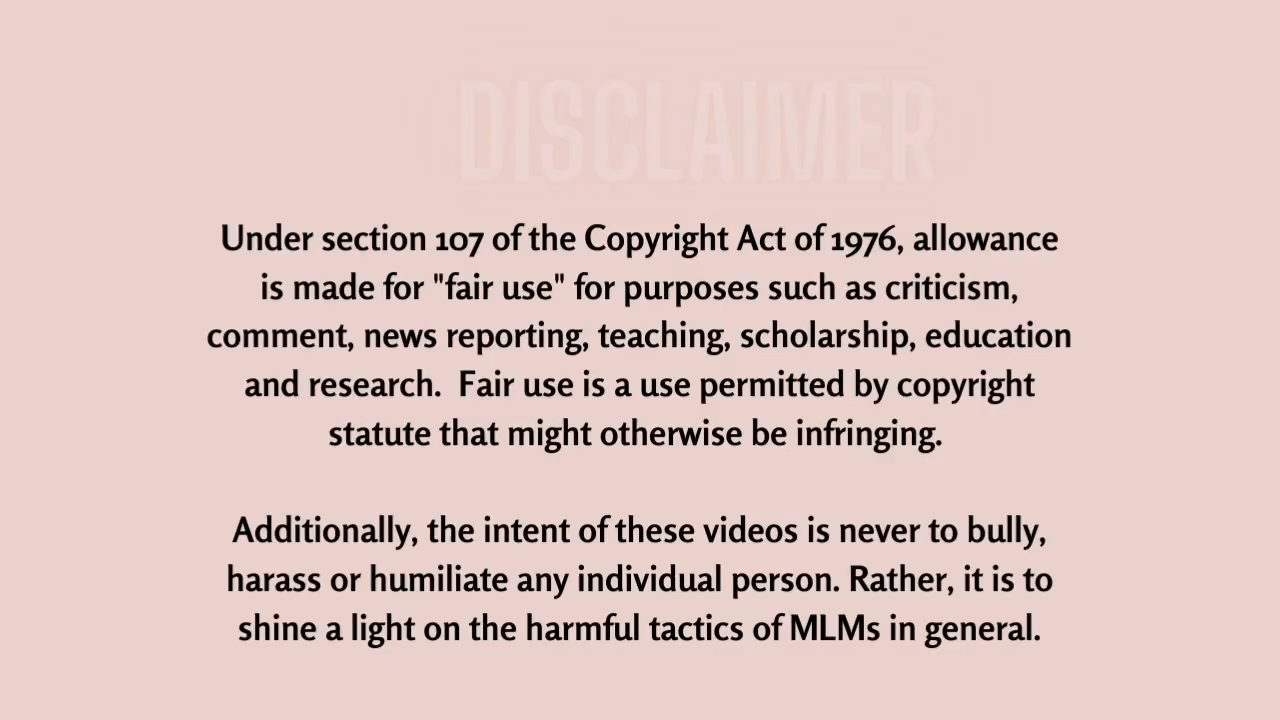 DISCLAIMER
Under section 107 of the Copyright Act of 1976, allowance
is made for "fair use" for purposes such as criticism,
comment, news reporting, teaching, scholarship, education
and research.  Fair use is a use permitted by copyright
statute that might otherwise be infringing.
Additionally, the intent of these videos is never to bully,
harass or humiliate any individual person. Rather, it is to
shine a light on the harmful tactics of MLMs in general.